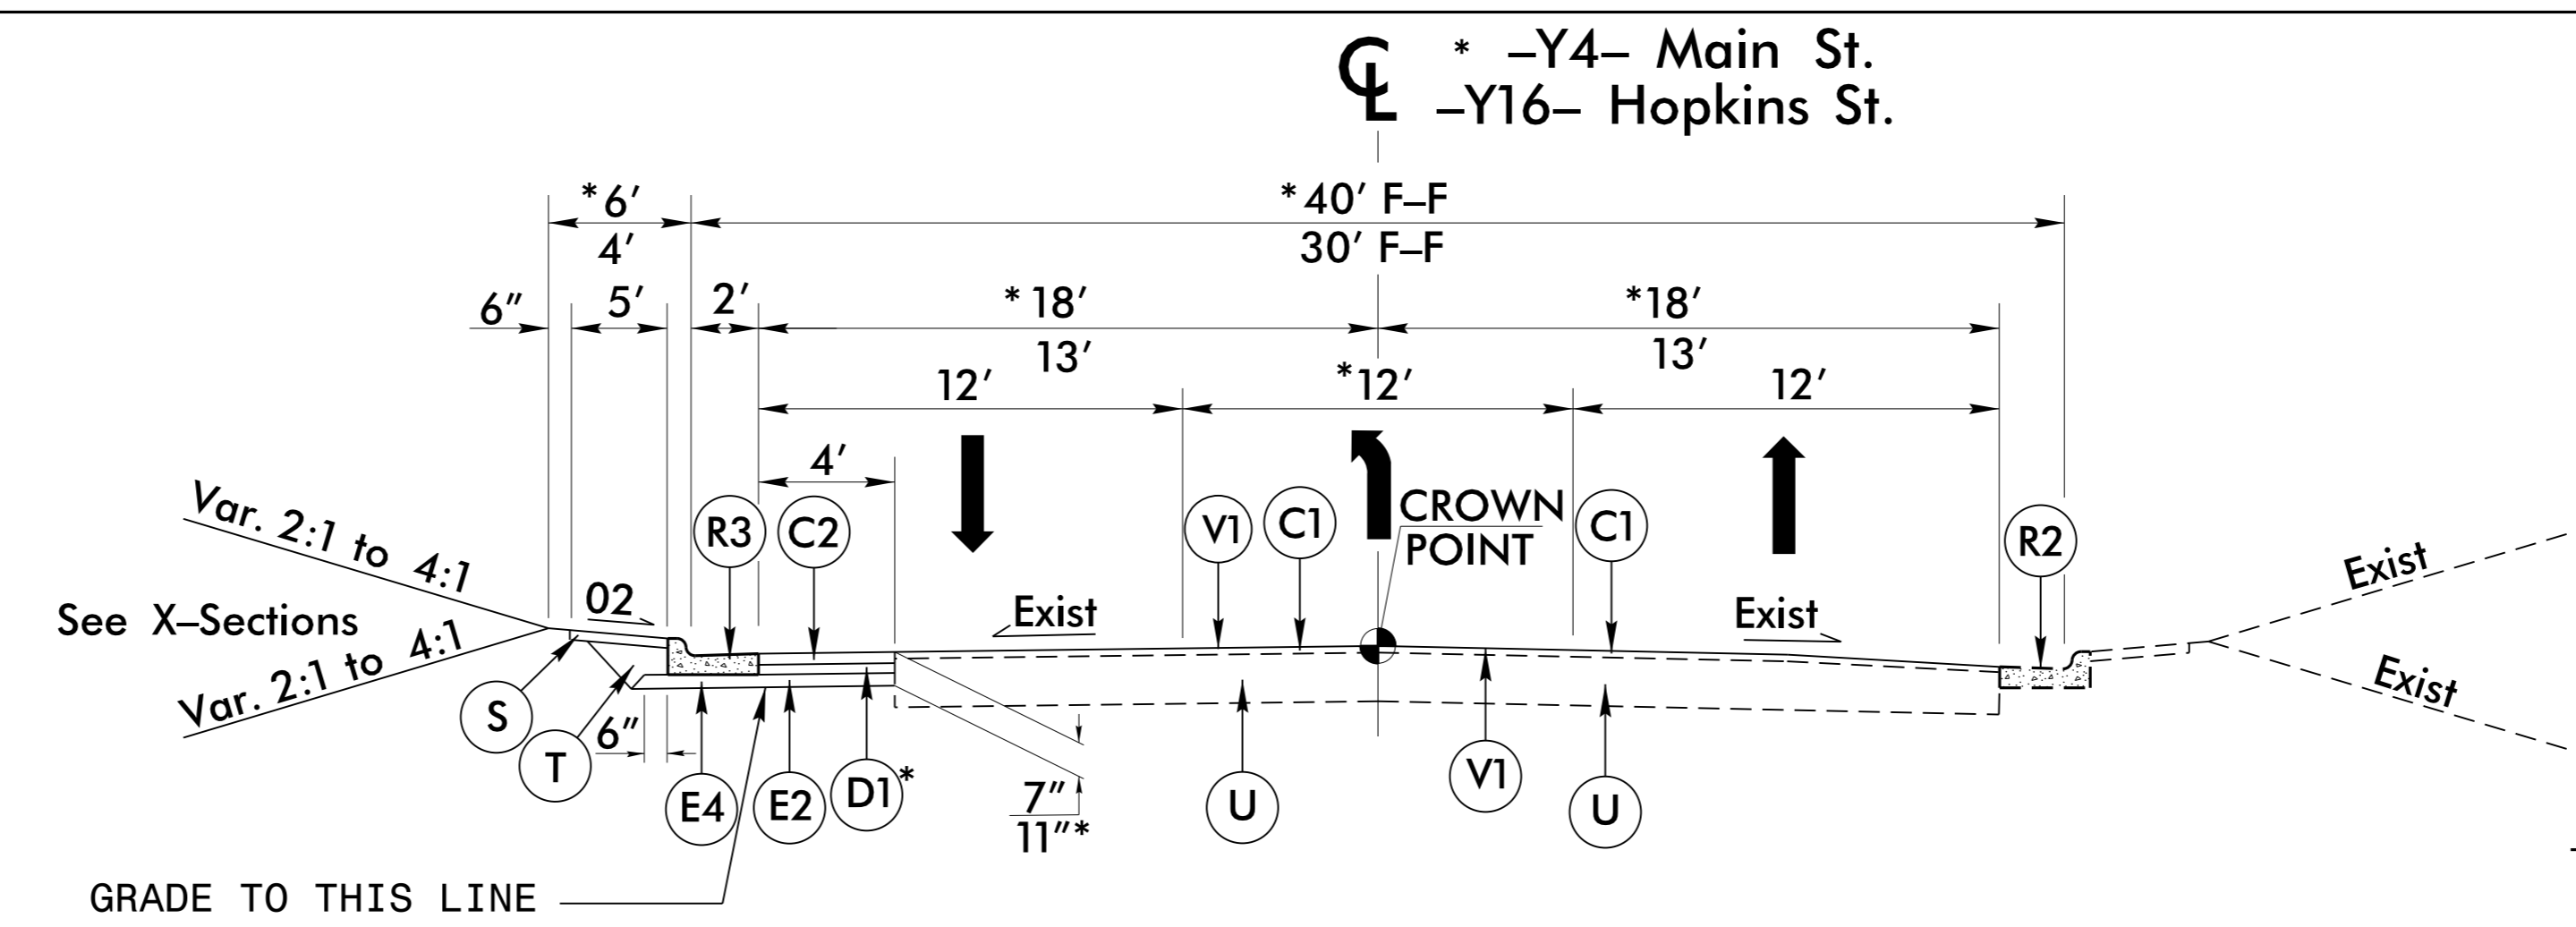 CL * –Y4– Main St.
–Y16– Hopkins St.
*6′ *40′ F–F
4′ 30′ F–F
6″ 5′ 2′ *18′ *18′
13′ 13′
12′ *12′ 12′
4′
Var. 2:1 to 4:1
R3 C2 V1 C1 CROWN C1 R2
POINT
Exist
See X–Sections 02 Exist Exist
Var. 2:1 to 4:1
Exist
S T 6″ E4 E2 D1* 7″ U V1 U
11″*
GRADE TO THIS LINE